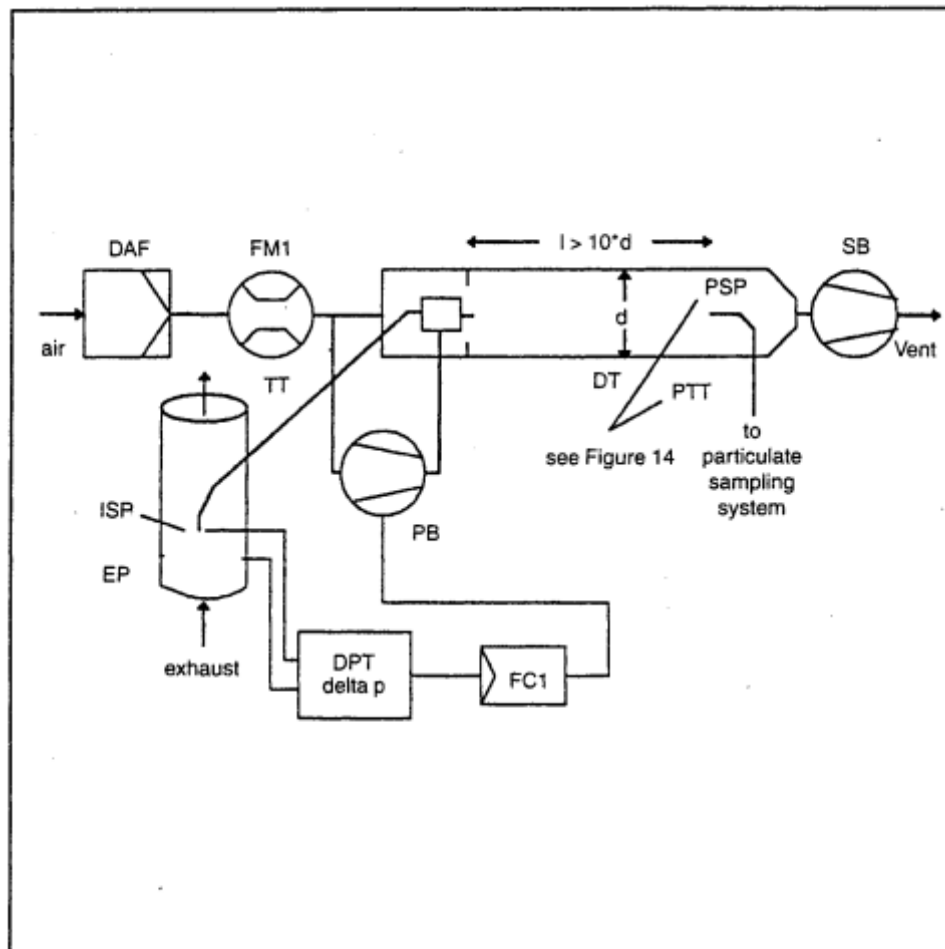 DAF
FM1
l > 10*d
SB
PSP
d
air
Vent
TT
DT
PTT
to
particulate
sampling
system
see Figure 14
ISP
PB
EP
exhaust
DPT
delta p
FC1